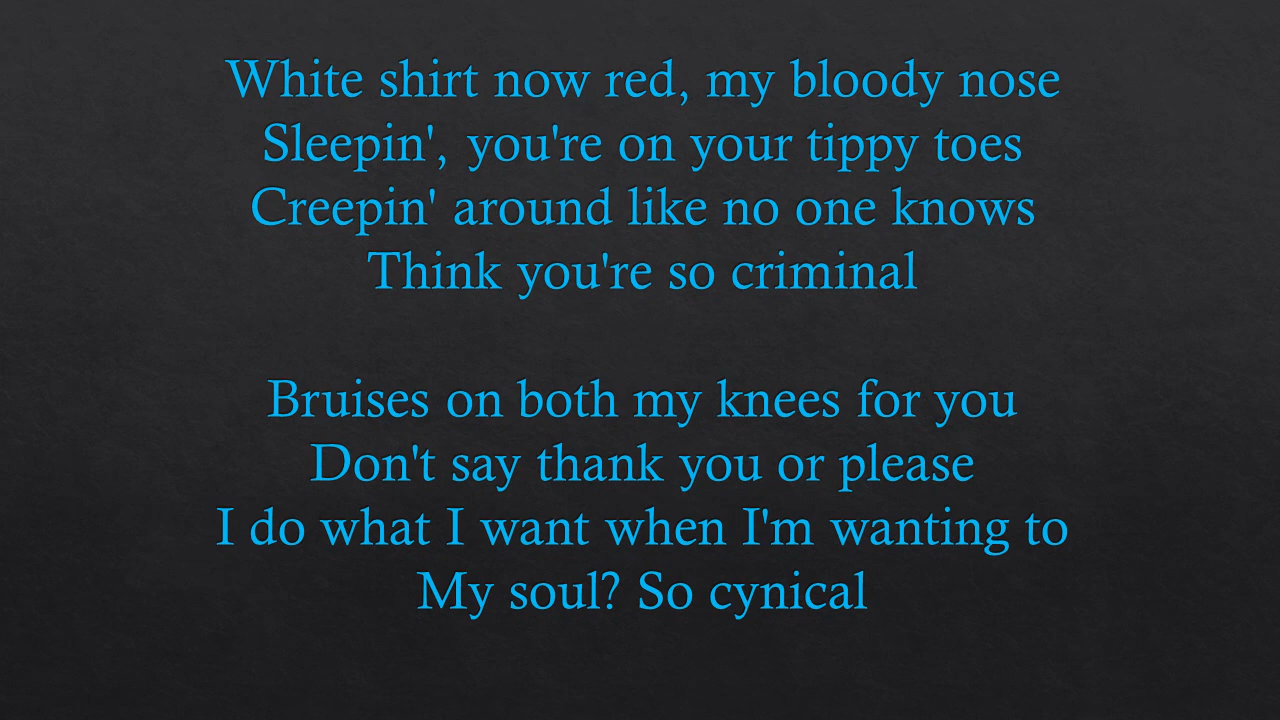 White shirt now red, my bloody nose
Sleepin', you're on your tippy toes
Creepin' around like no one knows
Think you're so criminal

Bruises on both my knees for you
Don't say thank you or please
I do what I want when I'm wanting to
My soul? So cynical